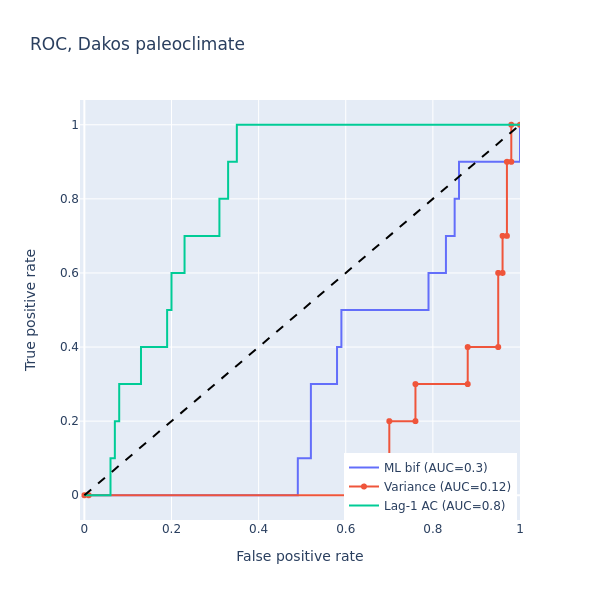 ROC, Dakos paleoclimate
True positive rate
1
0.8
0.6
0.4
0.2
0
0 0.2 0.4 0.6 0.8 1
False positive rate
ML bif (AUC=0.3)
Variance (AUC=0.12)
Lag-1 AC (AUC=0.8)